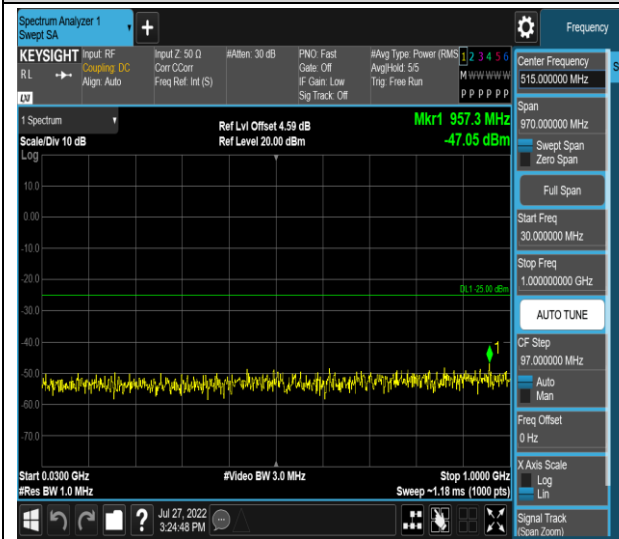 Spectrum Analyzer 1
Swept SA
+
Frequency
KEYSIGHT
RL
LXI
Input: RF
Coupling: DC
Align: Auto
Input Z: 50 Ω
Corr CCorr
Freq Ref: Int (S)
#Atten: 30 dB
PNO: Fast
Gate: Off
IF Gain: Low
Sig Track: Off
#Avg Type: Power (RMS
Avg|Hold: 5/5
Trig: Free Run
1 2 3 4 5 6
M W W W W W
P P P P P P
1 Spectrum
Scale/Div 10 dB
Log
Ref Lvl Offset 4.59 dB
Ref Level 20.00 dBm
Mkr1 957.3 MHz
-47.05 dBm
10.0
0.00
-10.0
-20.0
DL1 -25.00 dBm
-30.0
-40.0
1
-50.0
-60.0
-70.0
Start 0.0300 GHz
#Res BW 1.0 MHz
#Video BW 3.0 MHz
Stop 1.0000 GHz
Sweep ~1.18 ms (1000 pts)
Center Frequency
515.000000 MHz
S
Span
970.000000 MHz
Swept Span
Zero Span
Full Span
Start Freq
30.000000 MHz
Stop Freq
1.000000000 GHz
AUTO TUNE
CF Step
97.000000 MHz
Auto
Man
Freq Offset
0 Hz
X Axis Scale
Log
Lin
Signal Track
(Span Zoom)
?
Jul 27, 2022
3:24:48 PM